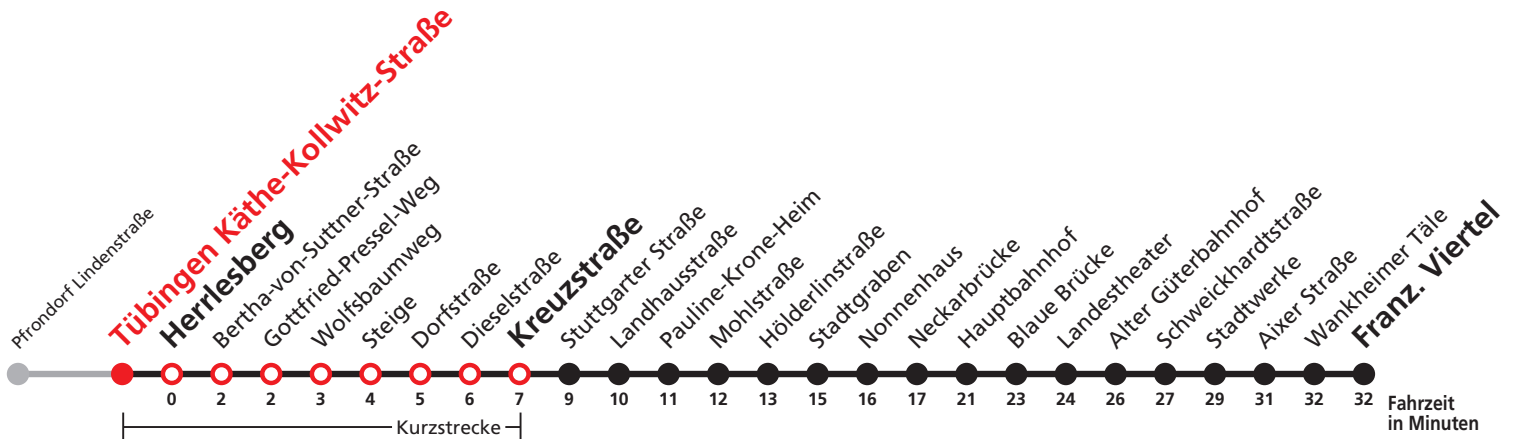 Pfrondorf Lindenstraße
Tübingen Käthe-Kollwitz-Straße
Herrlesberg
Bertha-von-Suttner-Straße
Gottfried-Pressel-Weg
Wolfsbaumweg
Steige
Dorfstraße
Dieselstraße
Kreuzstraße
Stuttgarter Straße
Landhausstraße
Pauline-Krone-Heim
Mohlstraße
Hölderlinstraße
Stadtgraben
Nonnenhaus
Neckarbrücke
Hauptbahnhof
Blaue Brücke
Landestheater
Alter Güterbahnhof
Schweickhardtstraße
Stadtwerke
Aixer Straße
Wankheimer Täle
Franz. Viertel
0 2 2 3 4 5 6 7 9 10 11 12 13 15 16 17 21 23 24 26 27 29 31 32 32
Fahrzeit
in Minuten
Kurzstrecke